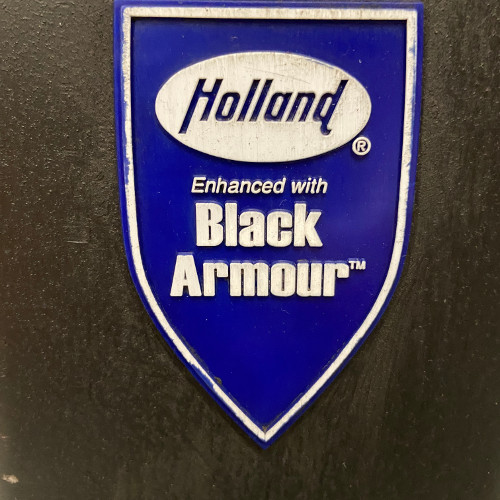 Holland
®
Enhanced with
Black
Armour™